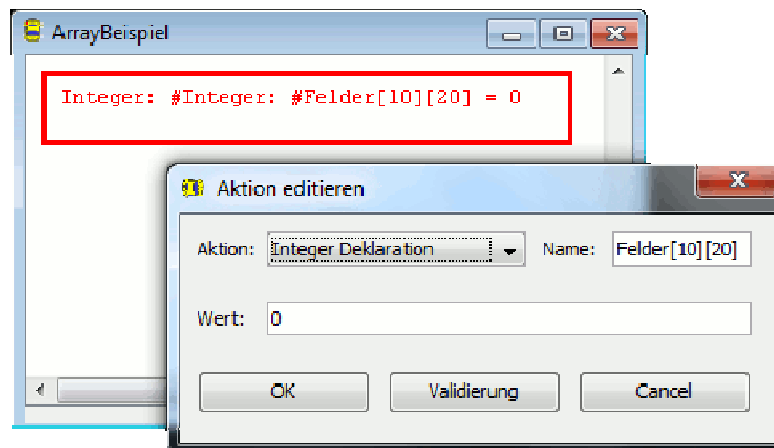 ArrayBeispiel
Integer: #Integer: #Felder[10][20] = 0
Aktion editieren
Aktion: Integer Deklaration Name: Felder[10][20]
Wert: 0
OK Validierung Cancel